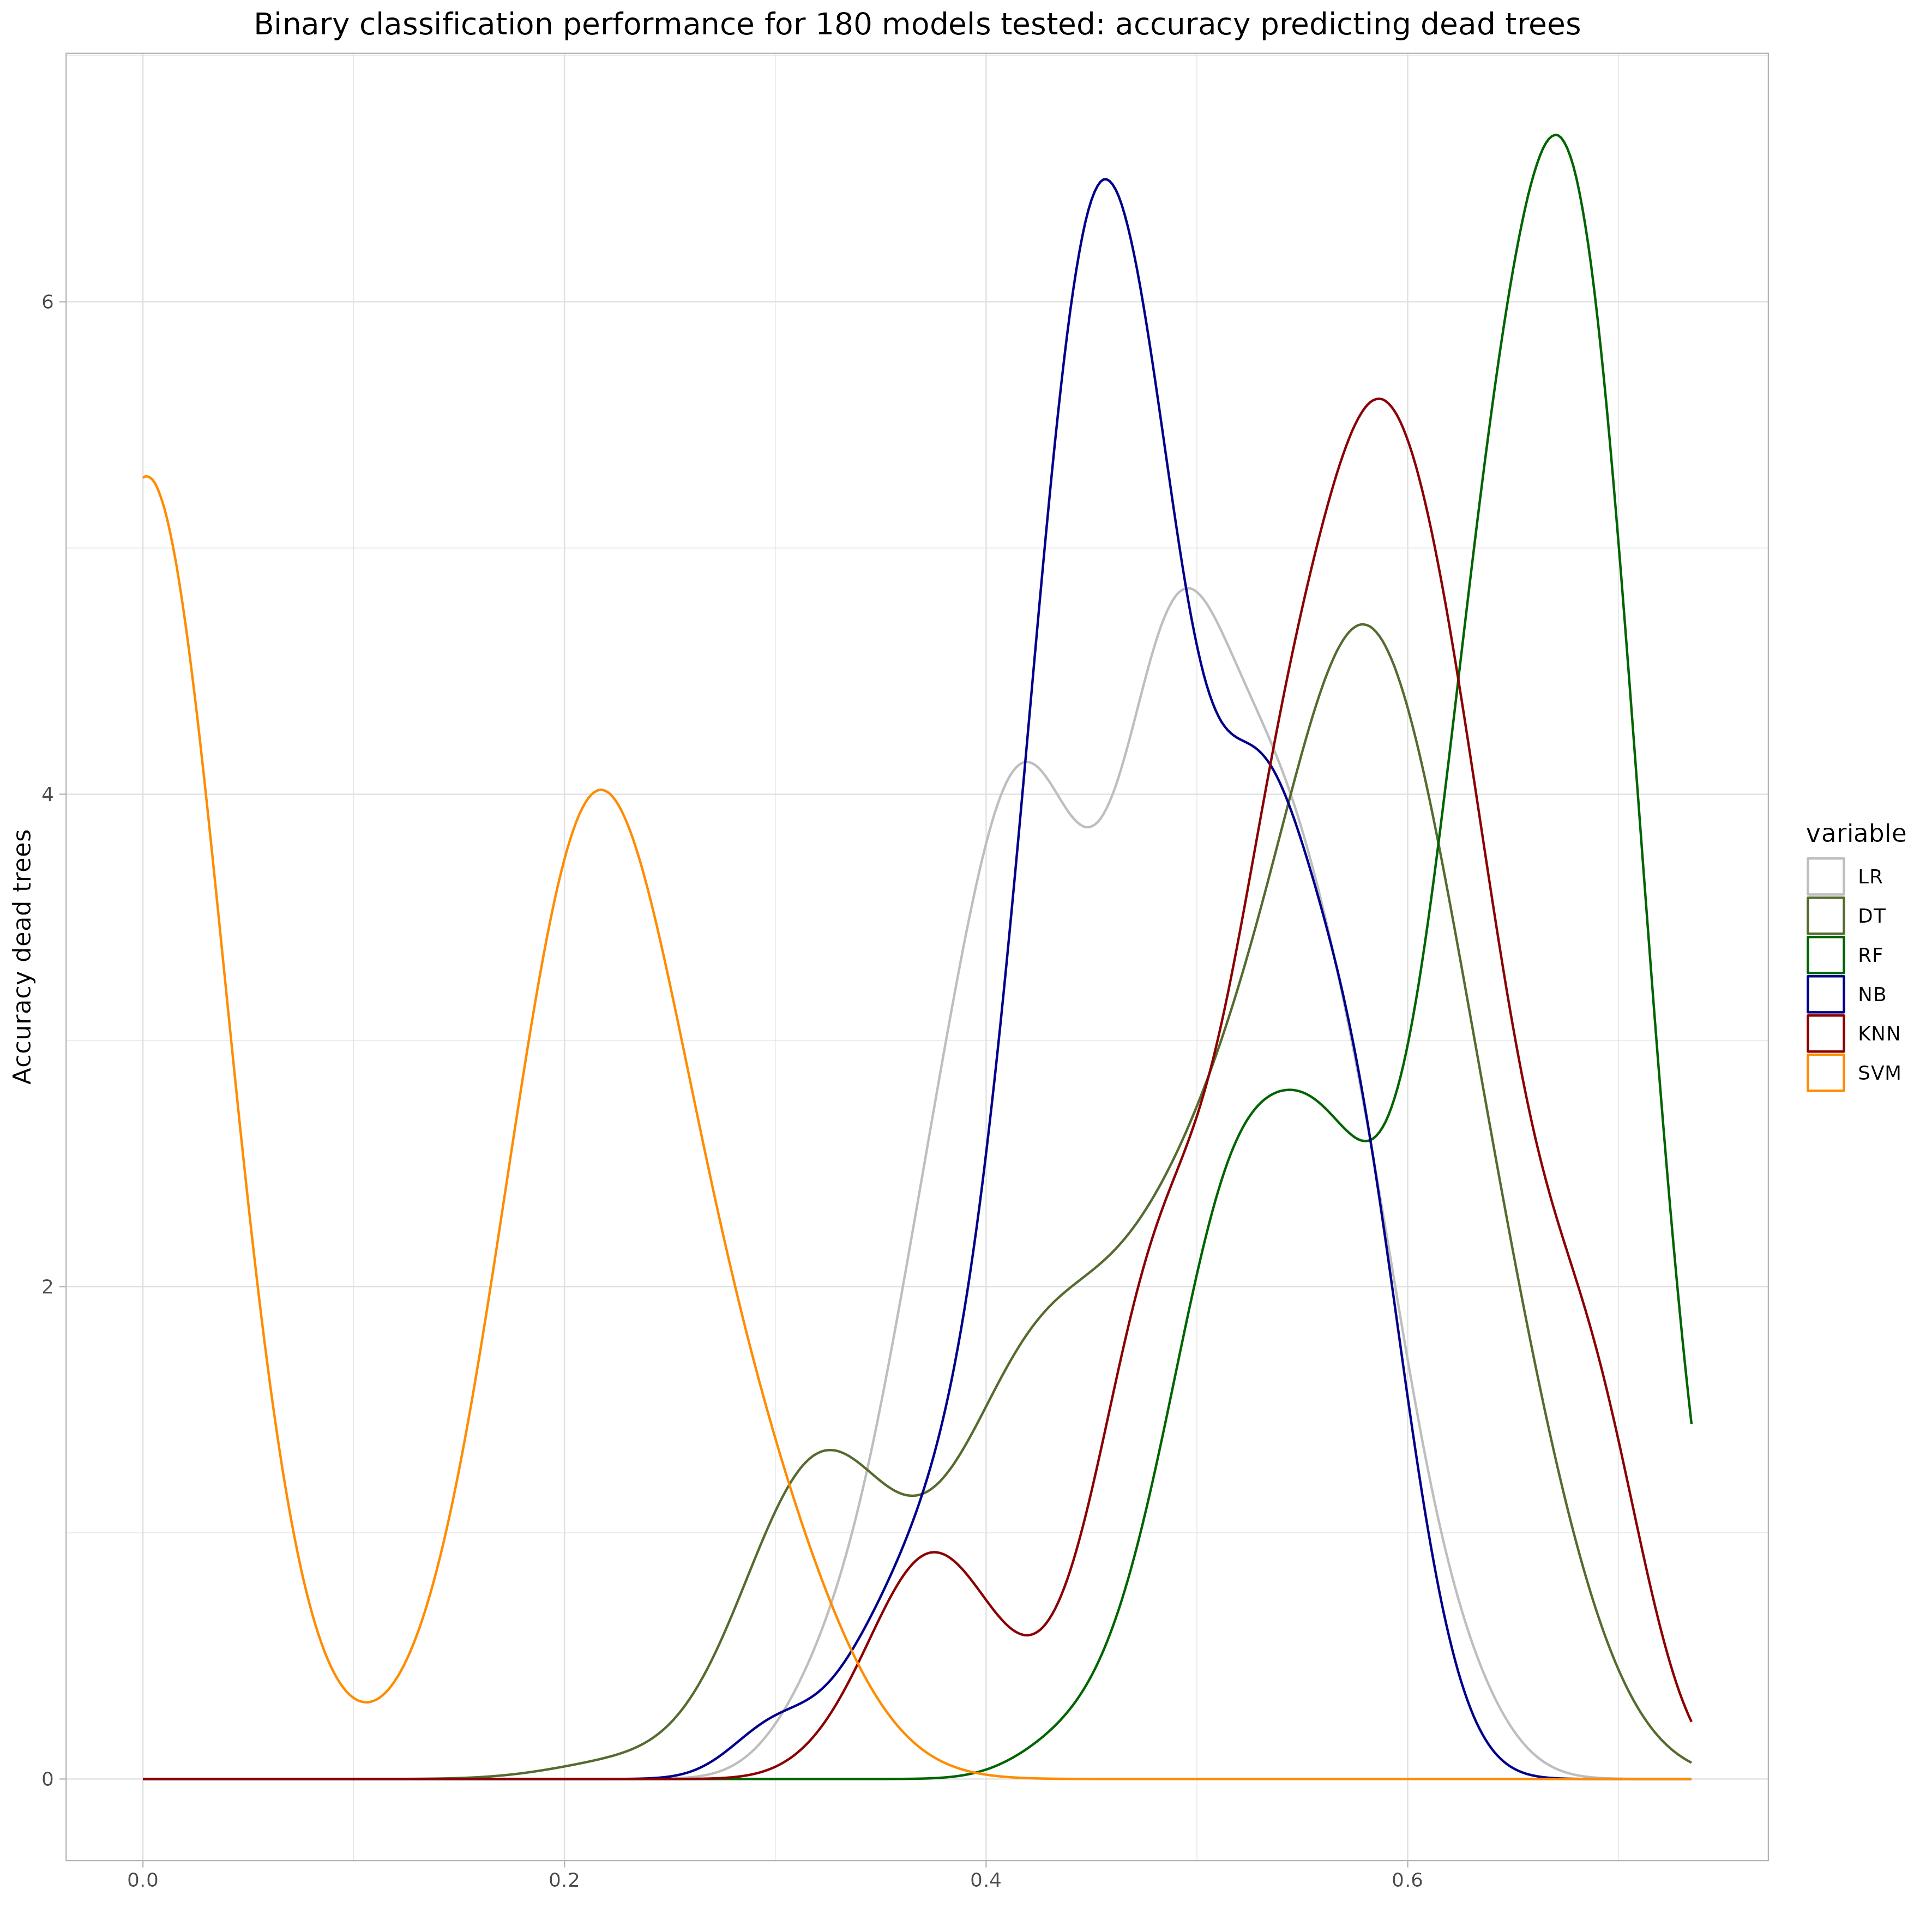 Binary classification performance for 180 models tested: accuracy predicting dead trees
Accuracy dead trees
6
4
2
0
0.0
0.2
0.4
0.6
variable
LR
DT
RF
NB
KNN
SVM